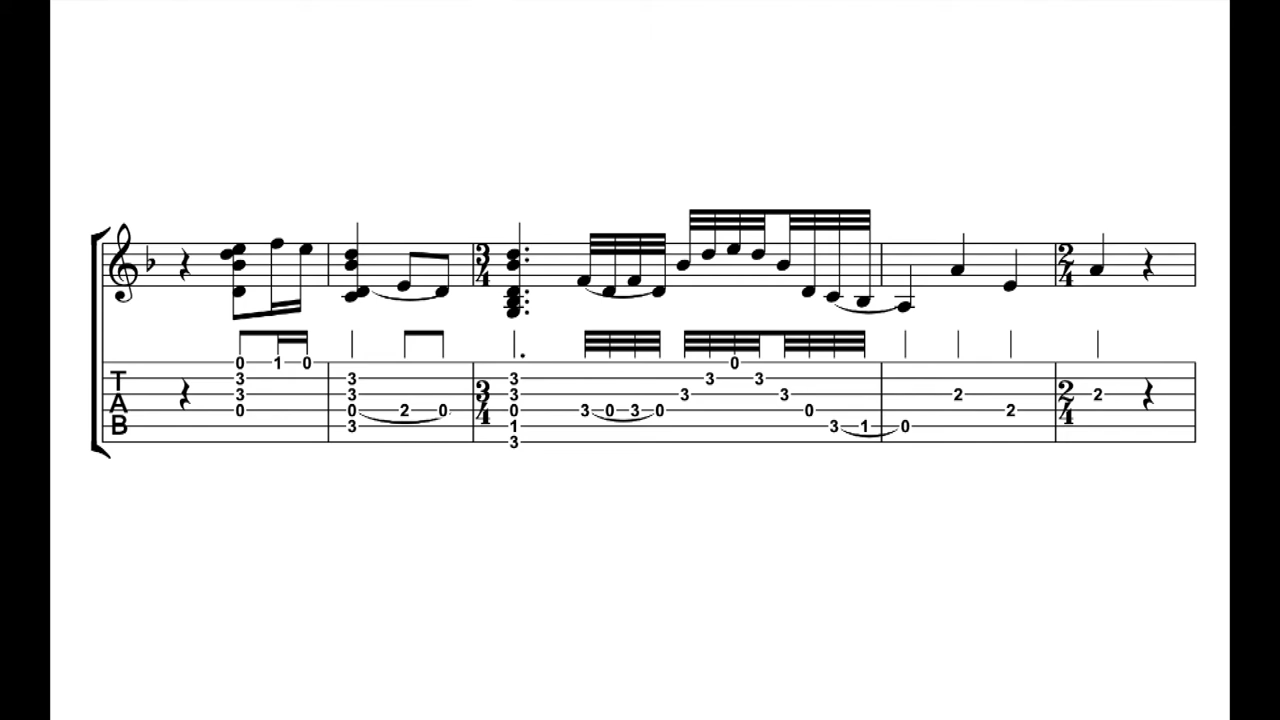 3 2
4 4
0 1 0 0
T 3 3 3 3 3
A 3 3 3 3 3 3 2 2 2
0 0 2 0 4 0 3 0 3 0 0 2 4
B 3 1 3 1 0
3